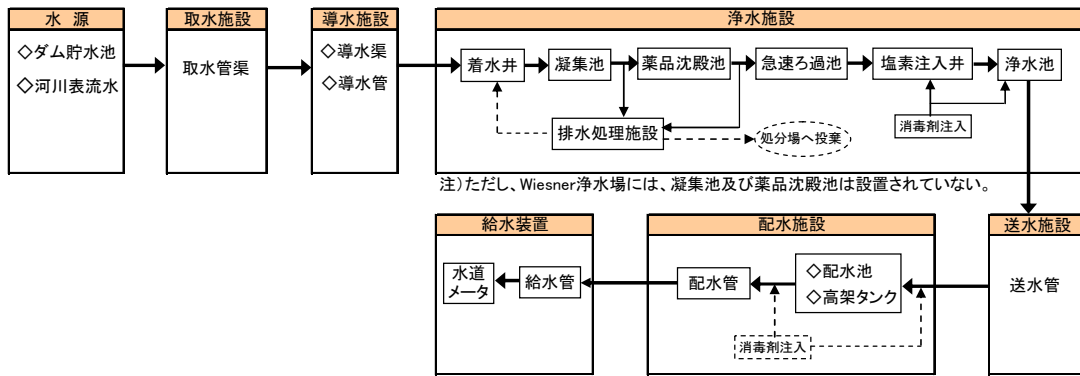 水 源
◇ダム貯水池
◇河川表流水
取水施設
取水管渠
導水施設
◇導水渠
◇導水管
浄水施設
着水井
凝集池
薬品沈殿池
急速ろ過池
塩素注入井
浄水池
排水処理施設
処分場へ投棄
消毒剤注入
注)ただし、Wiesner浄水場には、凝集池及び薬品沈殿池は設置されていない。
給水装置
水道
メータ
給水管
配水施設
配水管
◇配水池
◇高架タンク
消毒剤注入
送水施設
送水管